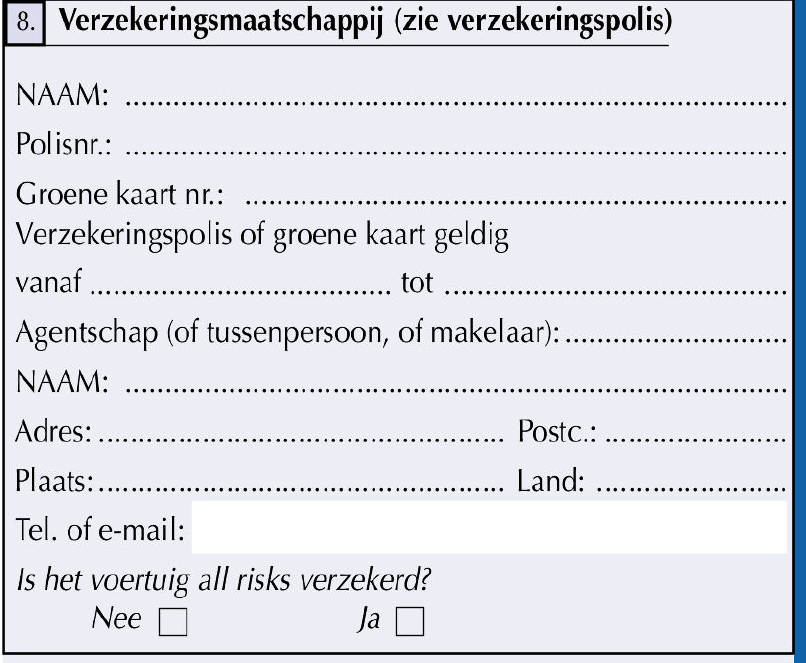 8. Verzekeringsmaatschappij (zie verzekeringspolis)
NAAM: ....................................................................................
Polisnr.: ....................................................................................
Groene kaart nr.: .....................................................................
Verzekeringspolis of groene kaart geldig
vanaf ...................................... tot ...........................................
Agentschap (of tussenpersoon, of makelaar):............................
NAAM: ....................................................................................
Adres: .................................................... Postc.: .......................
Plaats:.................................................... Land: ........................
Tel. of e-mail:
Is het voertuig all risks verzekerd?
Nee ☐ Ja ☐